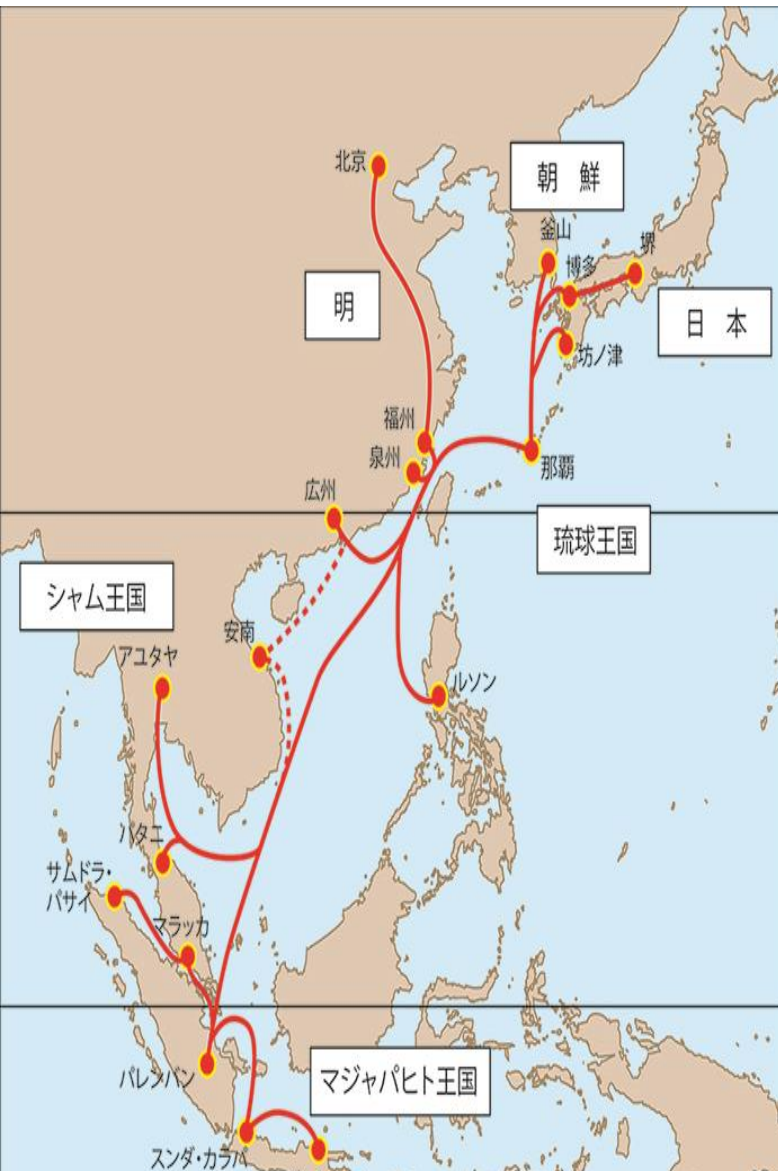 北京
朝 鮮
釜山
堺
博多
明
日 本
坊ノ津
福州
泉州
那覇
広州
琉球王国
シャム王国
安南
アユタヤ
ルソン
パタニ
サムドラ・
パサイ
マラッカ
パレンバン
マジャパヒト王国
スンダ・カラパ